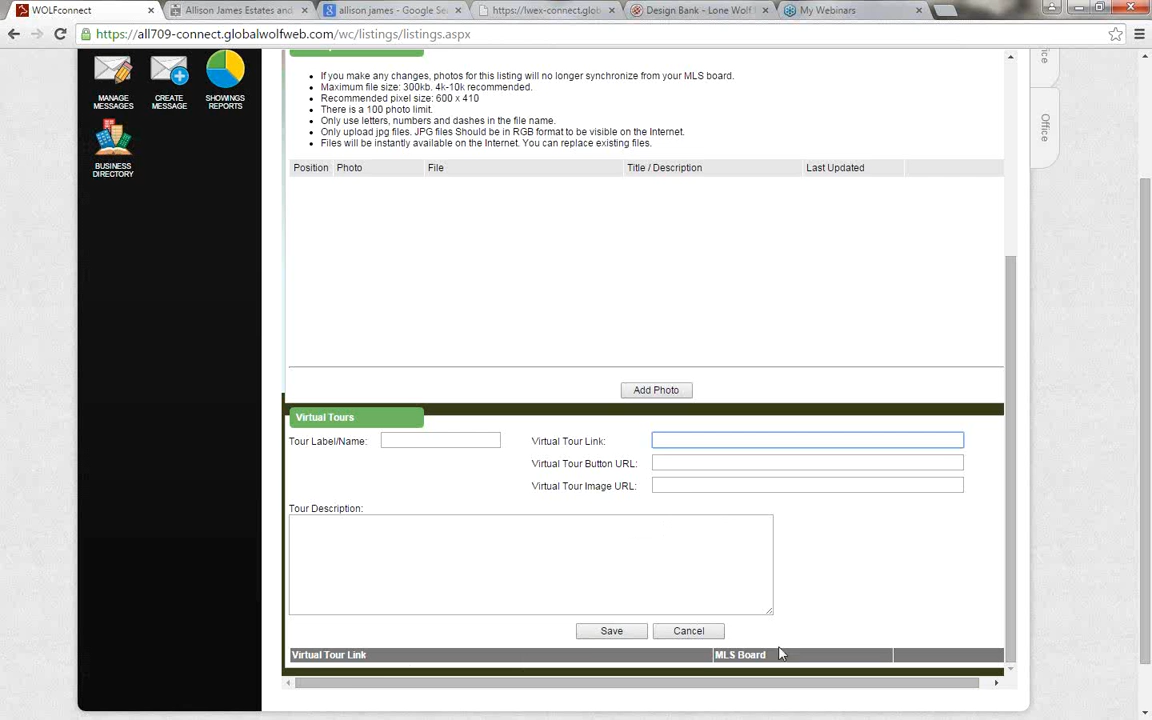 WOLFconnect
Allison James Estates and
allison james - Google Se
https://lwex-connect.glob
Design Bank - Lone Wolf
My Webinars
https://all709-connect.globalwolfweb.com/wc/listings/listings.aspx
MANAGE MESSAGES
CREATE MESSAGE
SHOWINGS REPORTS
BUSINESS DIRECTORY
If you make any changes, photos for this listing will no longer synchronize from your MLS board.
Maximum file size: 300kb. 4k-10k recommended.
Recommended pixel size: 600 x 410
There is a 100 photo limit.
Only use letters, numbers and dashes in the file name.
Only upload jpg files. JPG files Should be in RGB format to be visible on the Internet.
Files will be instantly available on the Internet. You can replace existing files.
Position Photo File Title / Description Last Updated
Add Photo
Virtual Tours
Tour Label/Name: Virtual Tour Link:
Virtual Tour Button URL:
Virtual Tour Image URL:
Tour Description:
Save Cancel
Virtual Tour Link MLS Board
Office